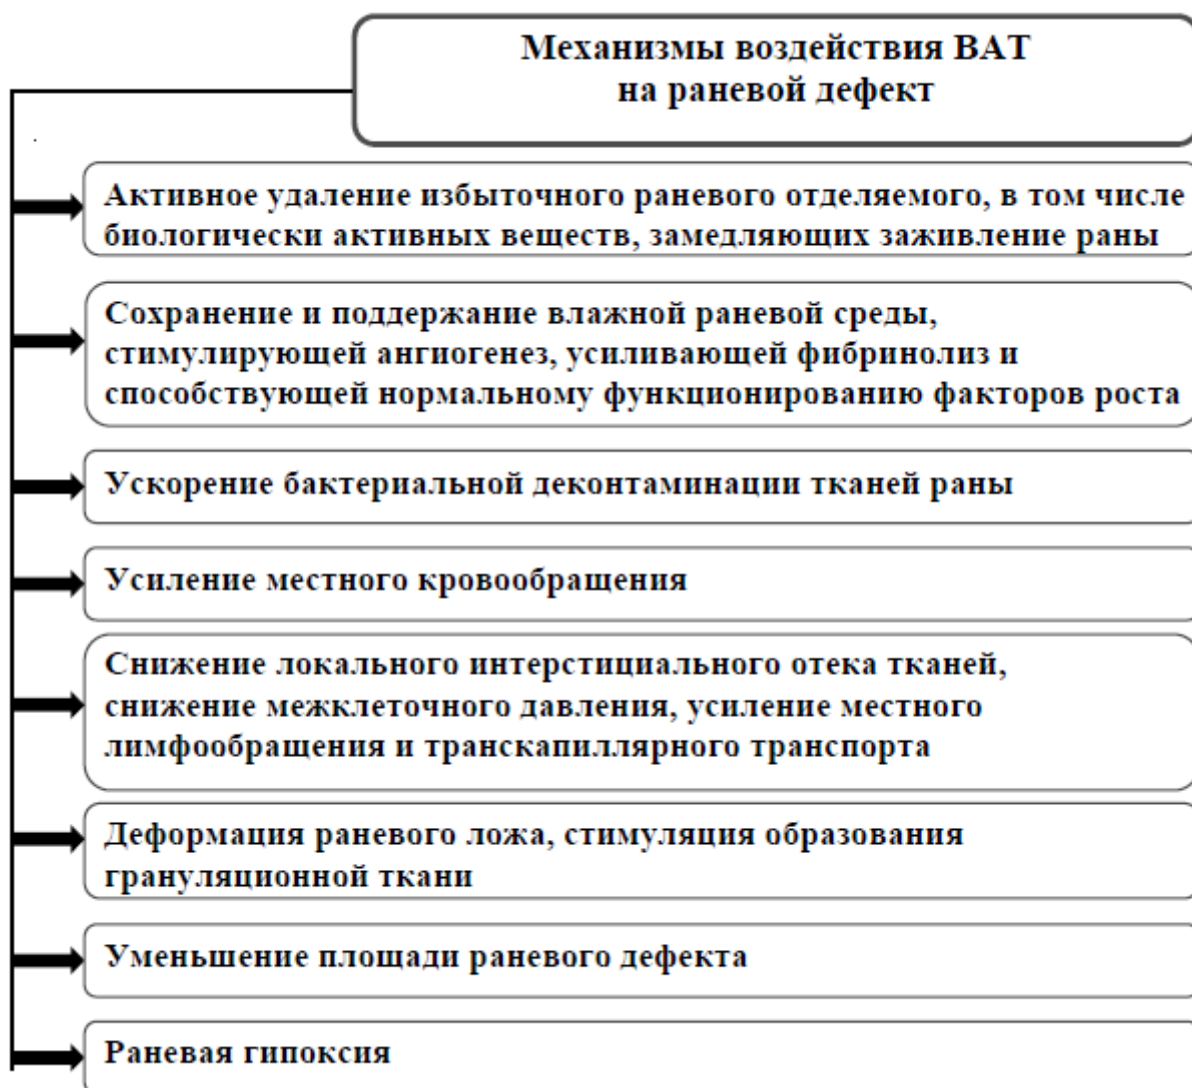 Механизмы воздействия ВАТ
на раневой дефект
Активное удаление избыточного раневого отделяемого, в том числе
биологически активных веществ, замедляющих заживление раны
Сохранение и поддержание влажной раневой среды,
стимулирующей ангиогенез, усиливающей фибринолиз и
способствующей нормальному функционированию факторов роста
Ускорение бактериальной деконтаминации тканей раны
Усиление местного кровообращения
Снижение локального интерстициального отека тканей,
снижение межклеточного давления, усиление местного
лимфообращения и транскапиллярного транспорта
Деформация раневого ложа, стимуляция образования
грануляционной ткани
Уменьшение площади раневого дефекта
Раневая гипоксия